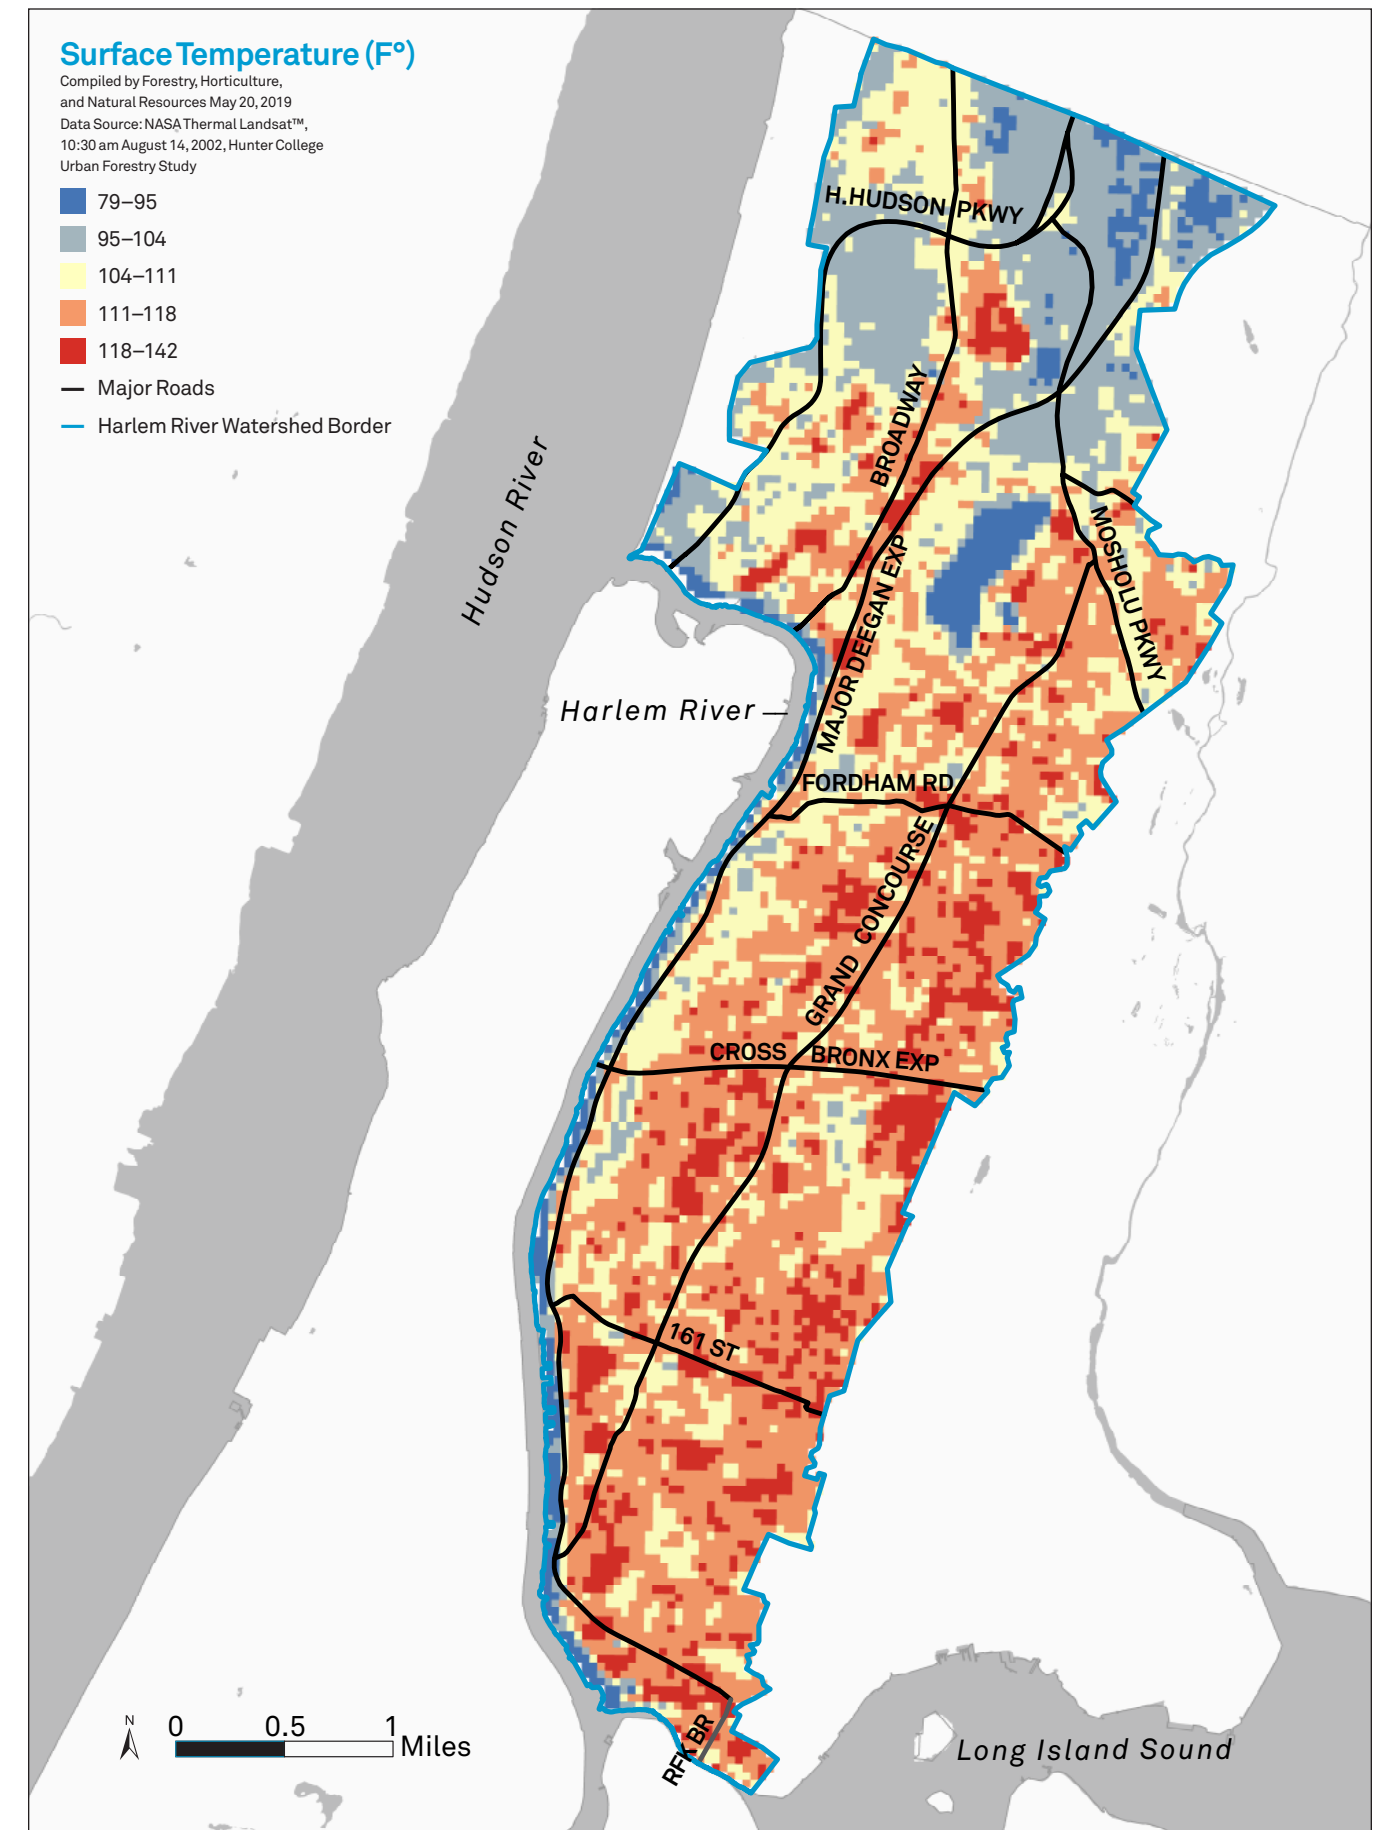 Surface Temperature (F°)
Compiled by Forestry, Horticulture,
and Natural Resources May 20, 2019
Data Source: NASA Thermal Landsat™,
10:30 am August 14, 2002, Hunter College
Urban Forestry Study
79–95
95–104
104–111
111–118
118–142
Major Roads
Harlem River Watershed Border
H.HUDSON PKWY
BROADWAY
Hudson River
MOSHOLU PKWY
MAJOR DEEGAN EXP
Harlem River
FORDHAM RD
GRAND CONCOURSE
CROSS BRONX EXP
161 ST
RFK BR
Long Island Sound
N
0 0.5 1
Miles